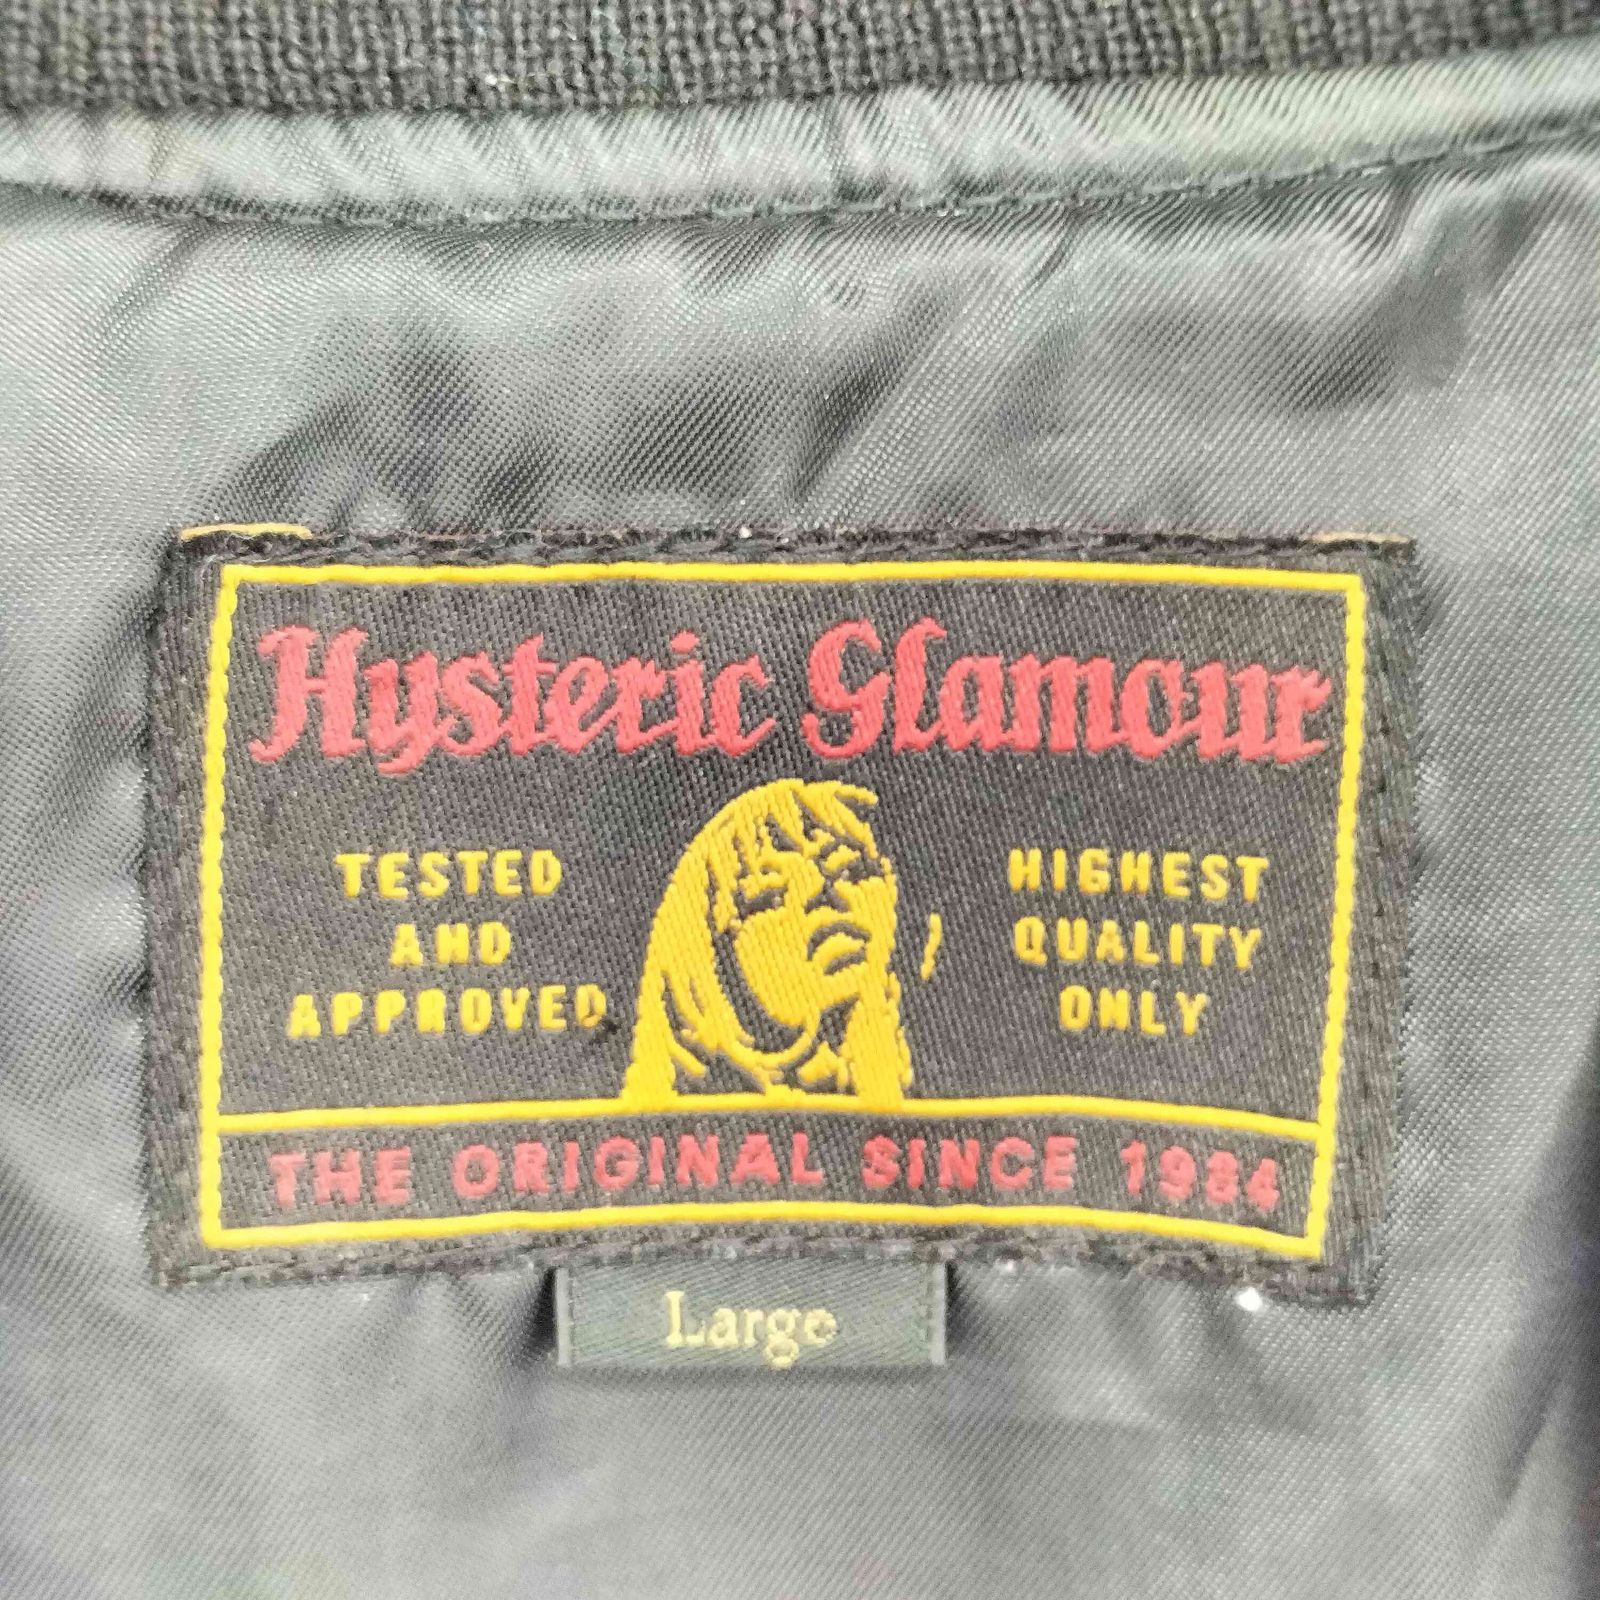 Hysteric Glamour
TESTED
AND
APPROVED
HIGHEST
QUALITY
ONLY
THE ORIGINAL SINCE 1984
Large